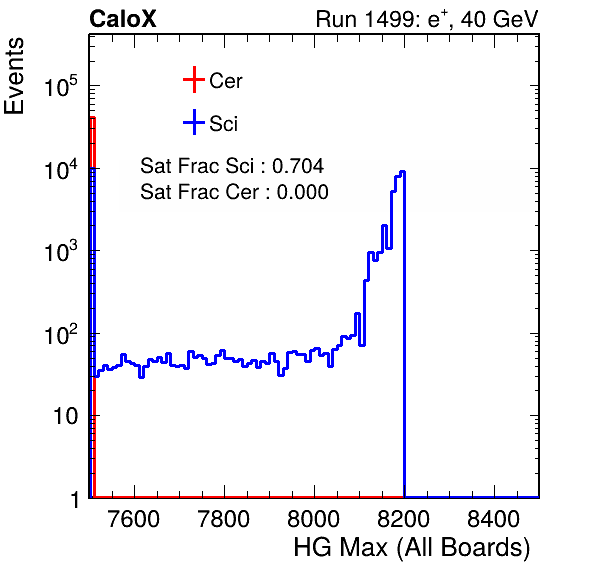 CaloX Run 1499: e⁺, 40 GeV
Events
Cer
Sci
Sat Frac Sci : 0.704
Sat Frac Cer : 0.000
10⁵
10⁴
10³
10²
10
1
7600 7800 8000 8200 8400
HG Max (All Boards)